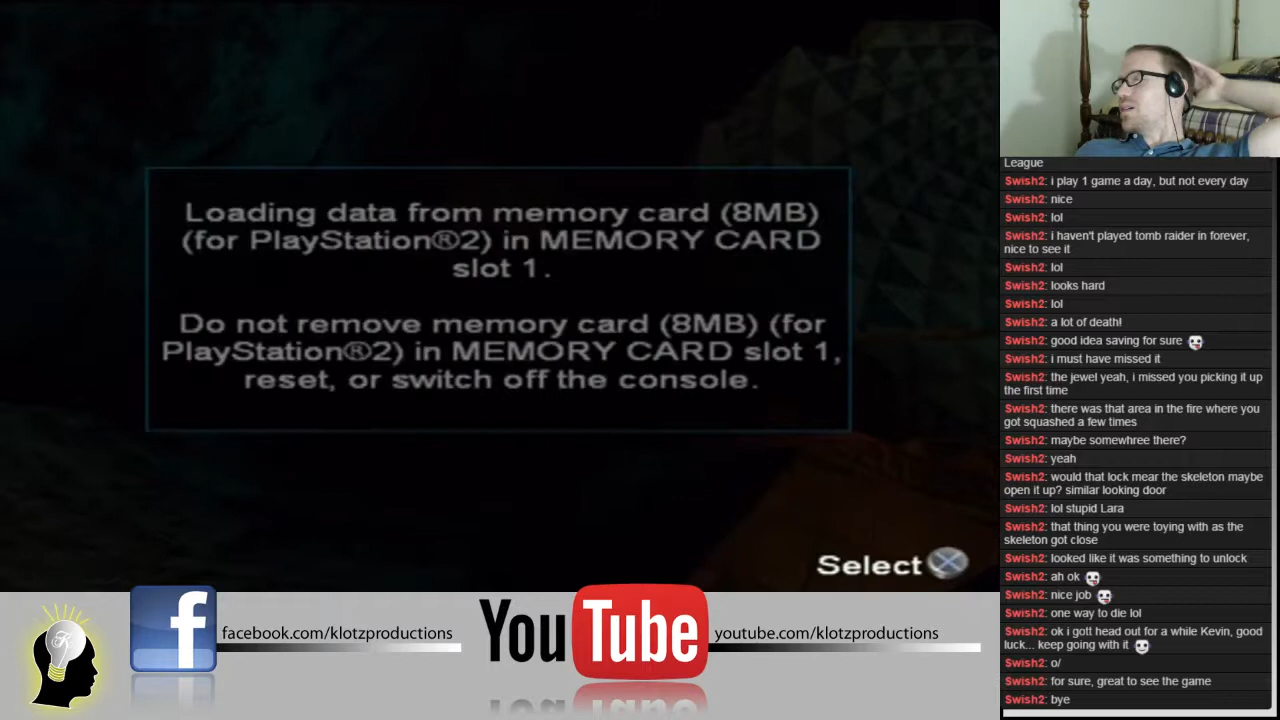 Loading data from memory card (8MB)
(for PlayStation®2) in MEMORY CARD
slot 1.
Do not remove memory card (8MB) (for
PlayStation®2) in MEMORY CARD slot 1,
reset, or switch off the console.
Select
League
Swish2: i play 1 game a day, but not every day
Swish2: nice
Swish2: lol
Swish2: i haven't played tomb raider in forever,
nice to see it
Swish2: lol
Swish2: looks hard
Swish2: lol
Swish2: a lot of death!
Swish2: good idea saving for sure
Swish2: i must have missed it
Swish2: the jewel yeah, i missed you picking it up
the first time
Swish2: there was that area in the fire where you
got squashed a few times
Swish2: maybe somewhree there?
Swish2: yeah
Swish2: would that lock mear the skeleton maybe
open it up? similar looking door
Swish2: lol stupid Lara
Swish2: that thing you were toying with as the
skeleton got close
Swish2: looked like it was something to unlock
Swish2: ah ok
Swish2: nice job
Swish2: one way to die lol
Swish2: ok i gott head out for a while Kevin, good
luck... keep going with it
Swish2: o/
Swish2: for sure, great to see the game
Swish2: bye
f
facebook.com/klotzproductions
YouTube
youtube.com/klotzproductions